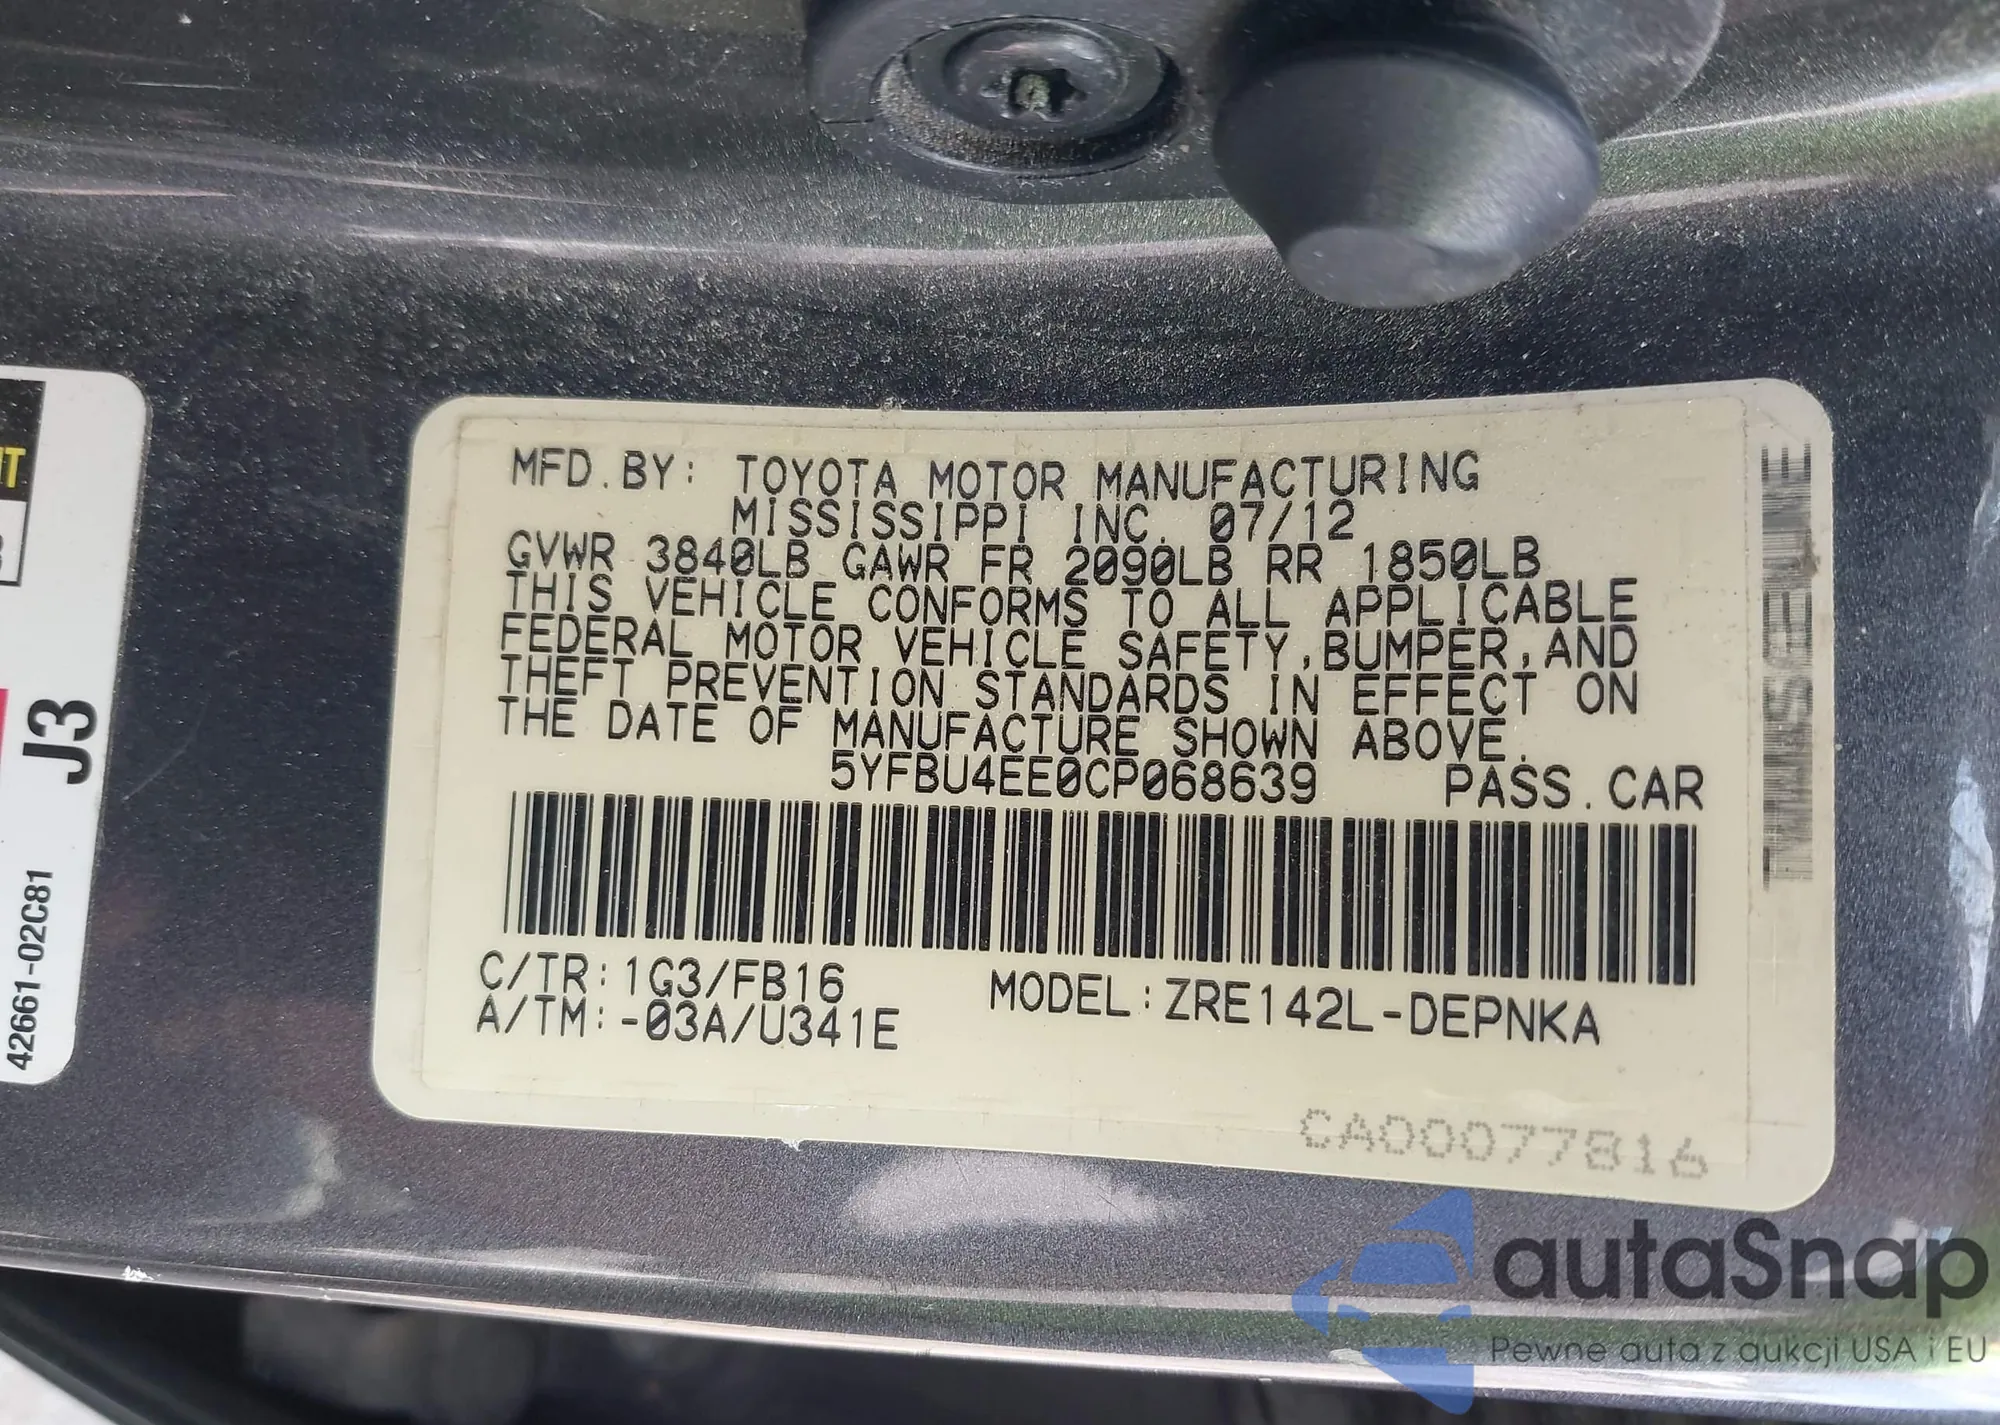 MFD.BY: TOYOTA MOTOR MANUFACTURING
MISSISSIPPI INC. 07/12
GVWR 3840LB GAWR FR 2090LB RR 1850LB
THIS VEHICLE CONFORMS TO ALL APPLICABLE
FEDERAL MOTOR VEHICLE SAFETY,BUMPER,AND
THEFT PREVENTION STANDARDS IN EFFECT ON
THE DATE OF MANUFACTURE SHOWN ABOVE.
5YFBU4EE0CP068639 PASS.CAR
C/TR:1G3/FB16 MODEL:ZRE142L-DEPNKA
A/TM:-03A/U341E
CA00077816
J3
42661-02C81
autaSnap
Pewne auta z aukcji USA i EU